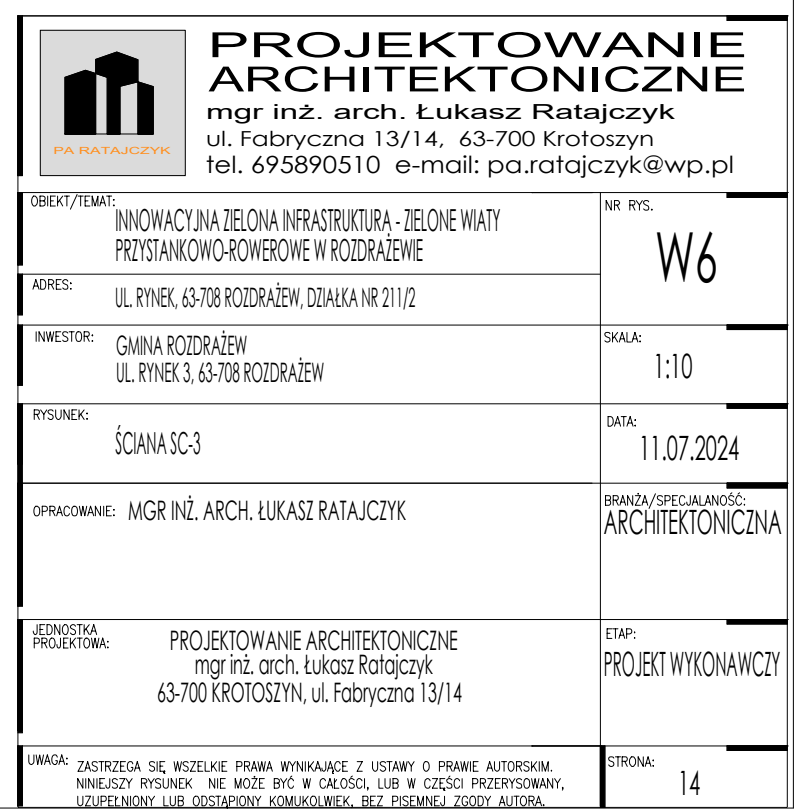 PROJEKTOWANIE
ARCHITEKTONICZNE
mgr inż. arch. Łukasz Ratajczyk
ul. Fabryczna 13/14, 63-700 Krotoszyn
tel. 695890510 e-mail: pa.ratajczyk@wp.pl
PA RATAJCZYK
OBIEKT/TEMAT:
INNOWACYJNA ZIELONA INFRASTRUKTURA - ZIELONE WIATY
PRZYSTANKOWO-ROWEROWE W ROZDRAŻEWIE
NR RYS.
W6
ADRES:
UL. RYNEK, 63-708 ROZDRAŻEW, DZIAŁKA NR 211/2
INWESTOR:
GMINA ROZDRAŻEW
UL. RYNEK 3, 63-708 ROZDRAŻEW
SKALA:
1:10
RYSUNEK:
ŚCIANA SC-3
DATA:
11.07.2024
OPRACOWANIE: MGR INŻ. ARCH. ŁUKASZ RATAJCZYK
BRANŻA/SPECJALANOŚĆ:
ARCHITEKTONICZNA
JEDNOSTKA
PROJEKTOWA:
PROJEKTOWANIE ARCHITEKTONICZNE
mgr inż. arch. Łukasz Ratajczyk
63-700 KROTOSZYN, ul. Fabryczna 13/14
ETAP:
PROJEKT WYKONAWCZY
UWAGA: ZASTRZEGA SIĘ WSZELKIE PRAWA WYNIKAJĄCE Z USTAWY O PRAWIE AUTORSKIM.
NINIEJSZY RYSUNEK NIE MOŻE BYĆ W CAŁOŚCI, LUB W CZĘŚCI PRZERYSOWANY,
UZUPEŁNIONY LUB ODSTĄPIONY KOMUKOLWIEK, BEZ PISEMNEJ ZGODY AUTORA.
STRONA:
14